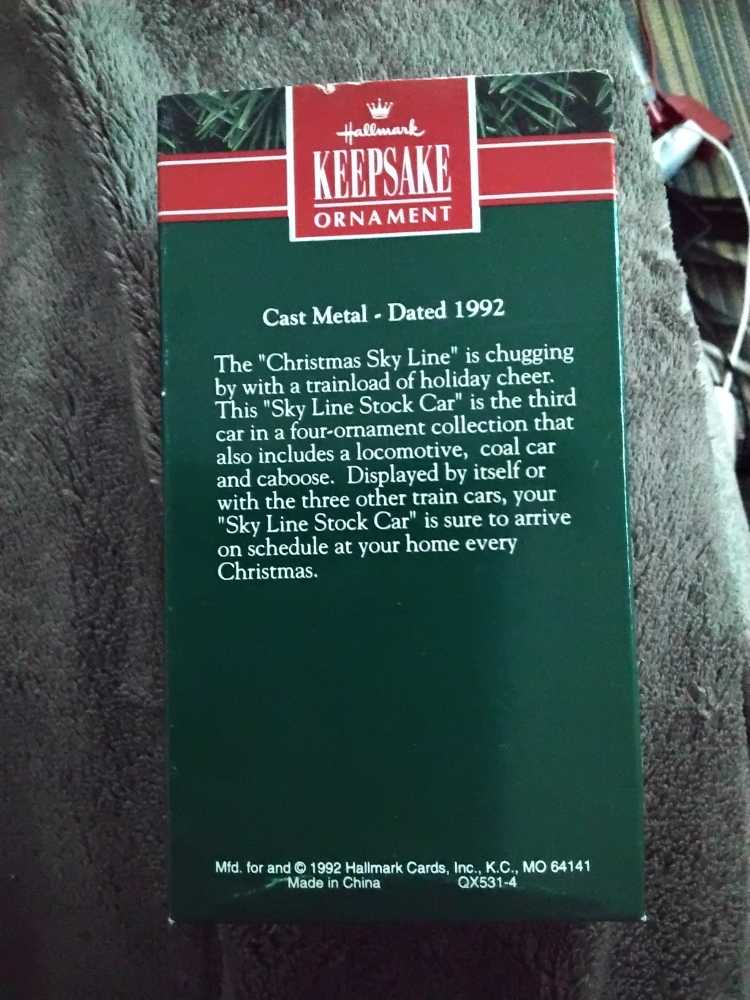 Hallmark
KEEPSAKE
ORNAMENT
Cast Metal - Dated 1992
The "Christmas Sky Line" is chugging
by with a trainload of holiday cheer.
This "Sky Line Stock Car" is the third
car in a four-ornament collection that
also includes a locomotive, coal car
and caboose. Displayed by itself or
with the three other train cars, your
"Sky Line Stock Car" is sure to arrive
on schedule at your home every
Christmas.
Mfd. for and © 1992 Hallmark Cards, Inc., K.C., MO 64141
Made in China QX531-4